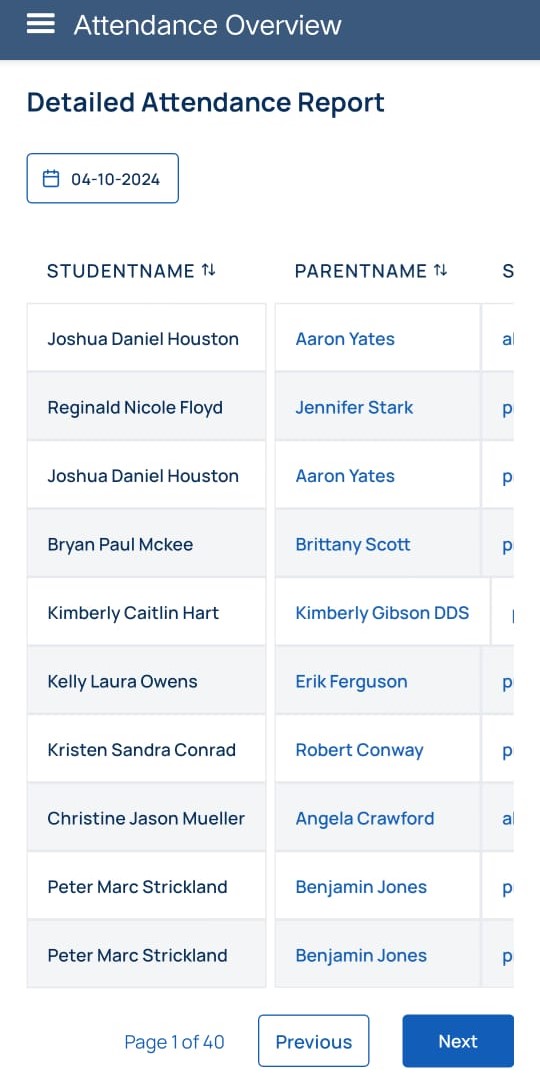 Attendance Overview
Detailed Attendance Report
04-10-2024
STUDENTNAME PARENTNAME
Joshua Daniel Houston Aaron Yates
Reginald Nicole Floyd Jennifer Stark
Joshua Daniel Houston Aaron Yates
Bryan Paul Mckee Brittany Scott
Kimberly Caitlin Hart Kimberly Gibson DDS
Kelly Laura Owens Erik Ferguson
Kristen Sandra Conrad Robert Conway
Christine Jason Mueller Angela Crawford
Peter Marc Strickland Benjamin Jones
Peter Marc Strickland Benjamin Jones
Page 1 of 40 Previous Next